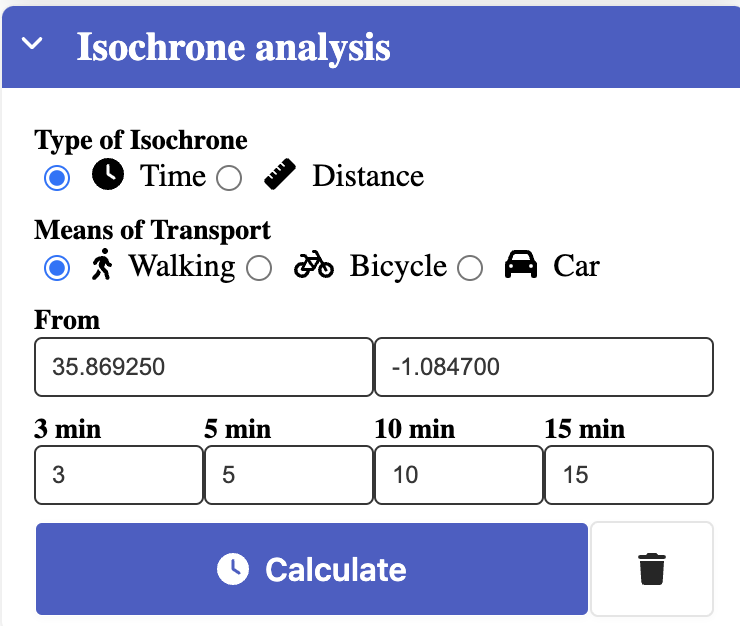 Isochrone analysis
Type of Isochrone
Time Distance
Means of Transport
Walking Bicycle Car
From
35.869250 -1.084700
3 min 5 min 10 min 15 min
3 5 10 15
Calculate